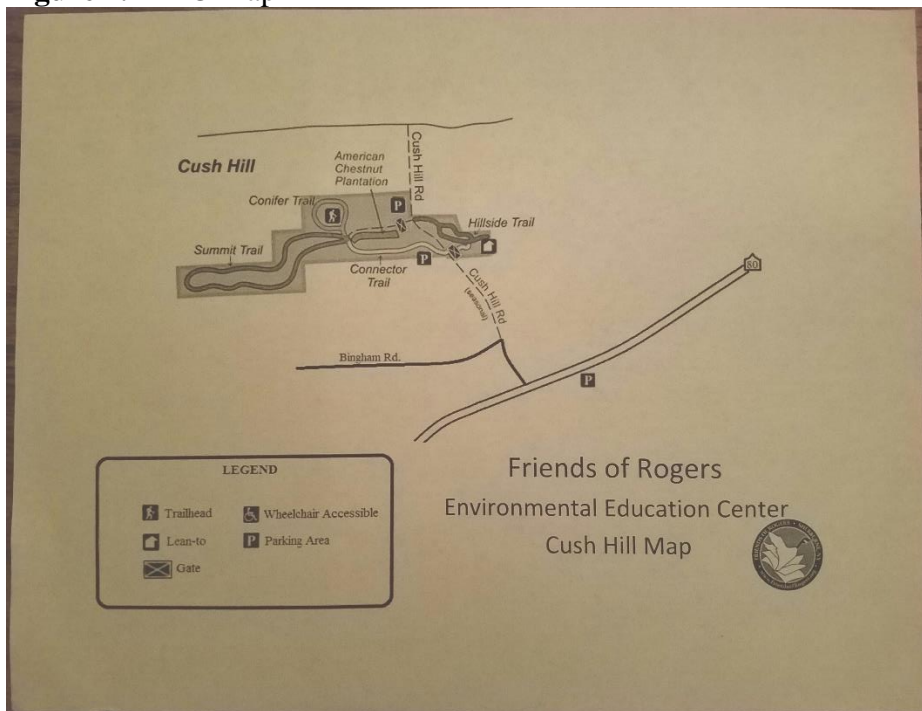 Cush Hill
American
Chestnut
Plantation
Cush Hill Rd
Conifer Trail
P
Hillside Trail
Summit Trail
P
Connector
Trail
Cush Hill Rd
(seasonal)
80
Bingham Rd.
P
LEGEND
Trailhead
Wheelchair Accessible
Lean-to
P Parking Area
Gate
Friends of Rogers
Environmental Education Center
Cush Hill Map